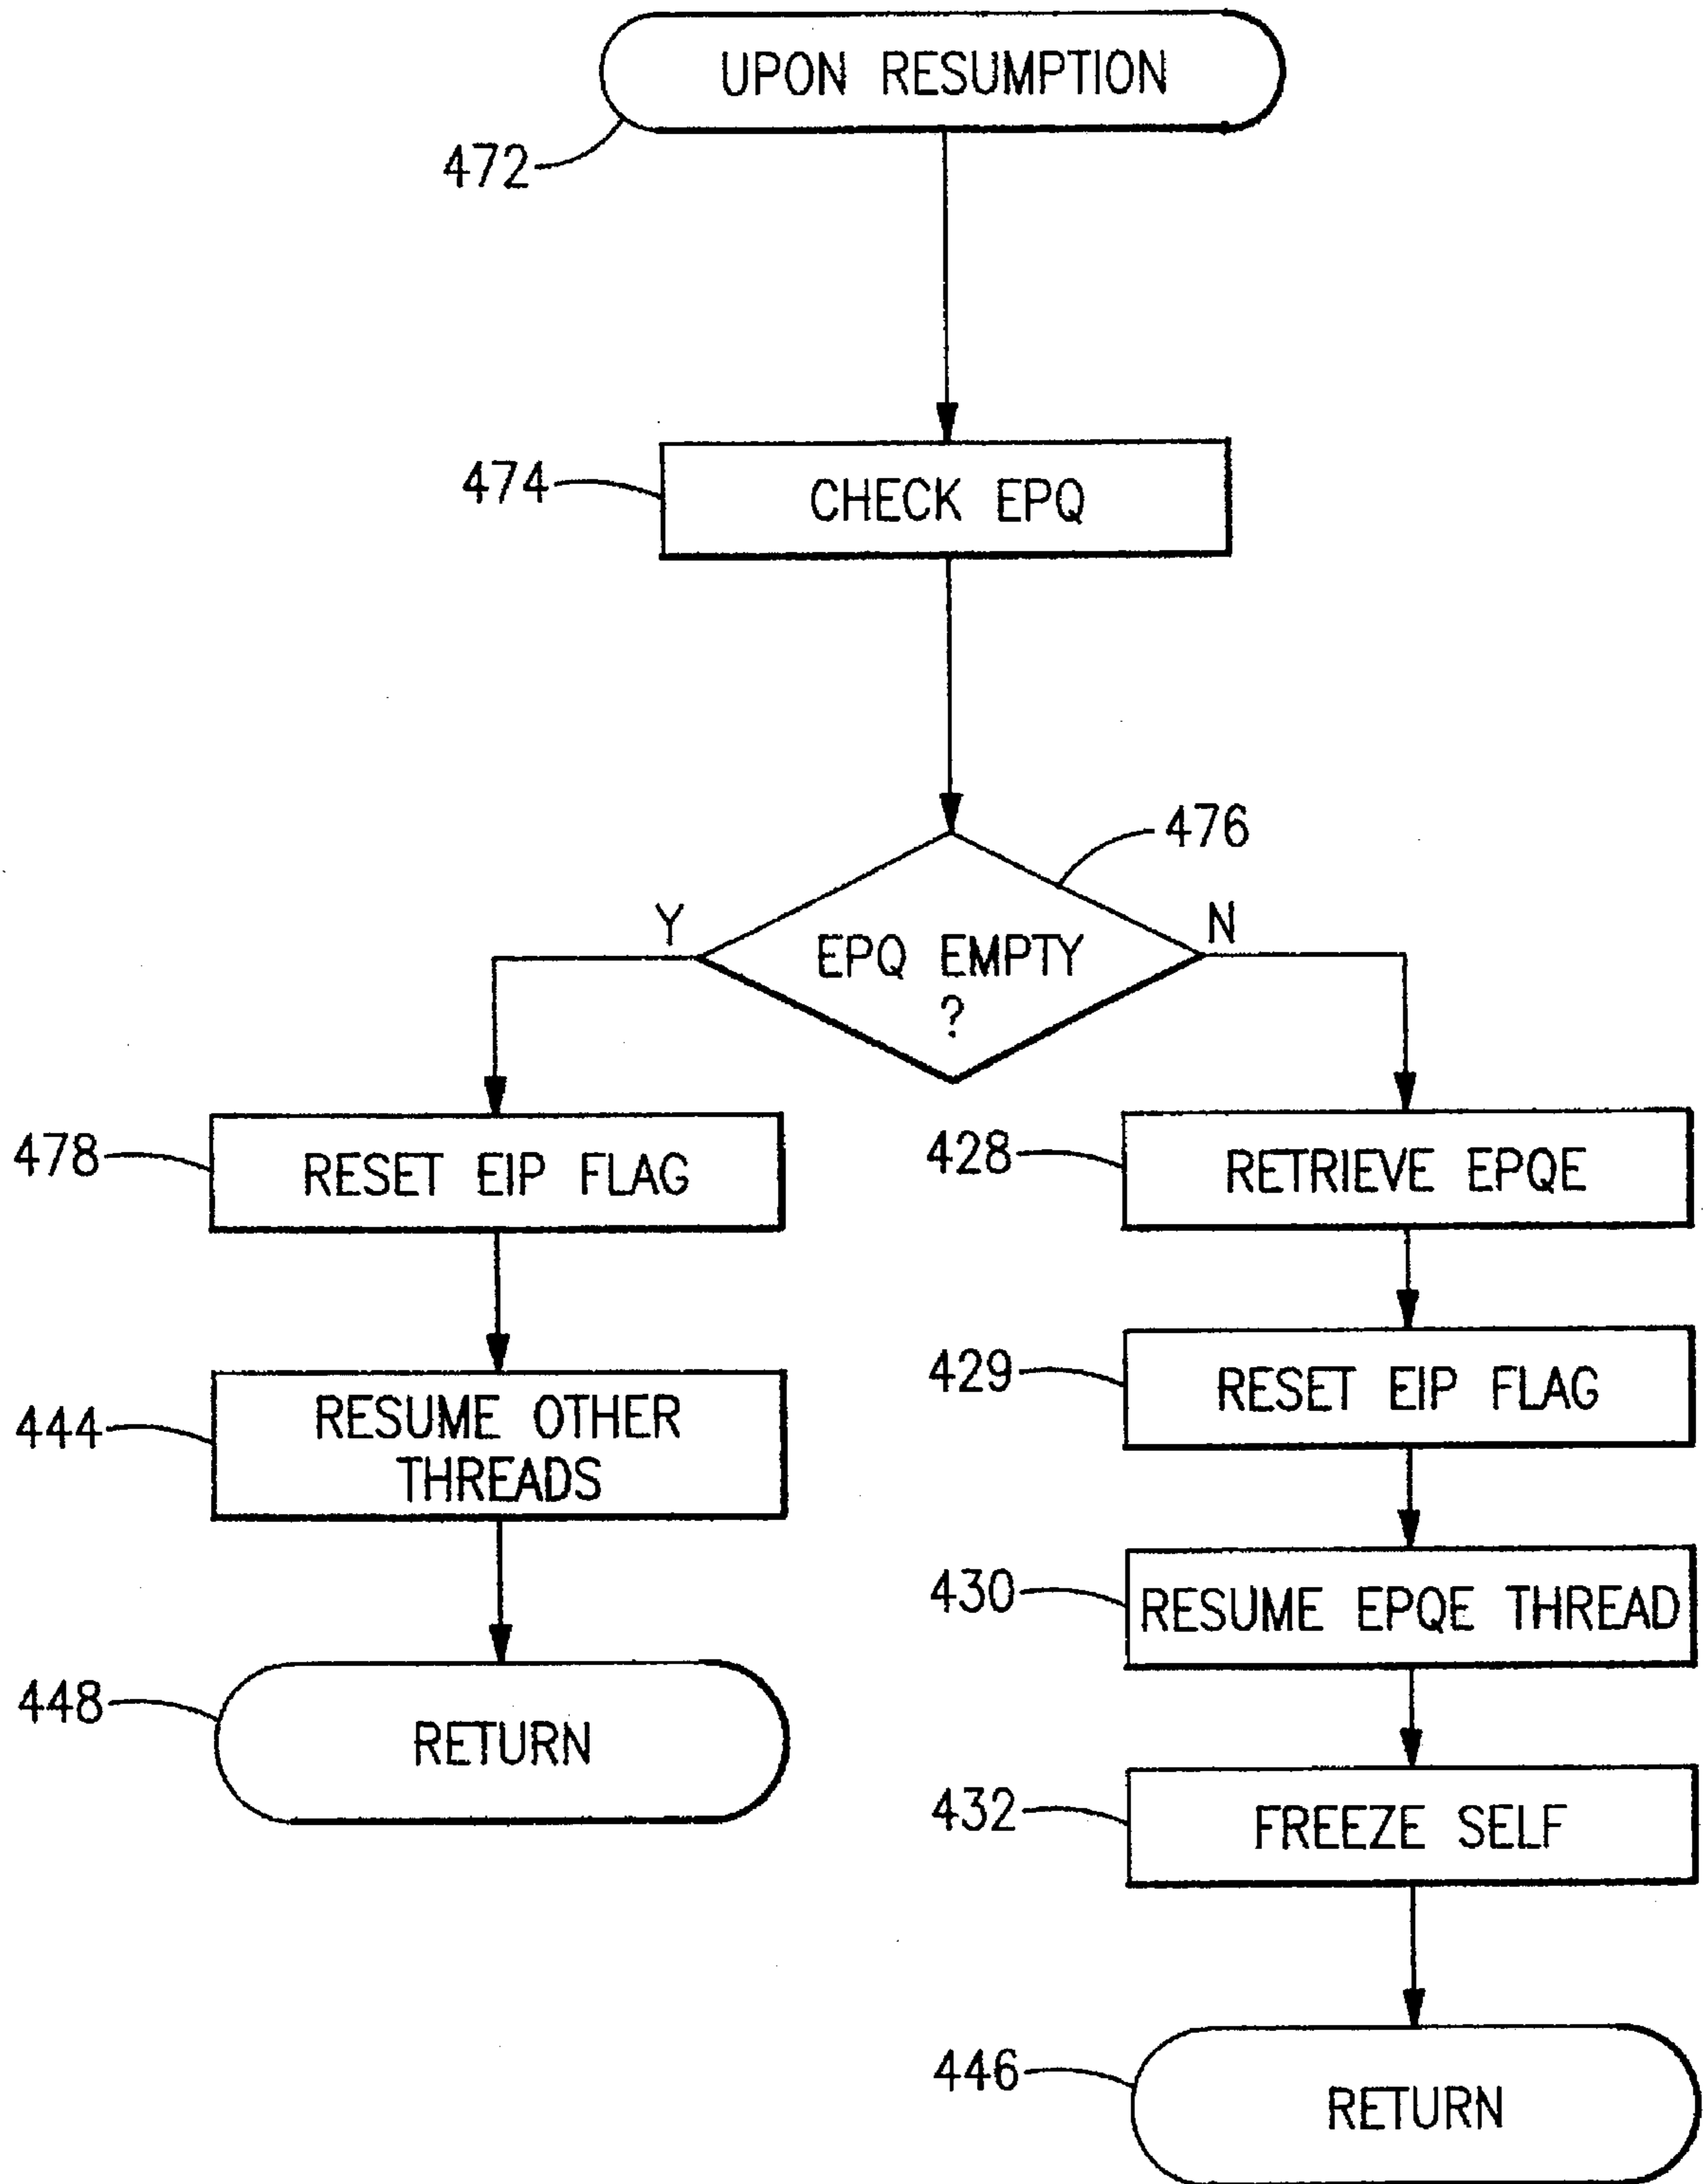 UPON RESUMPTION
472
474
CHECK EPQ
476
Y
N
EPQ EMPTY
?
478
RESET EIP FLAG
444
RESUME OTHER
THREADS
448
RETURN
428
RETRIEVE EPQE
429
RESET EIP FLAG
430
RESUME EPQE THREAD
432
FREEZE SELF
446
RETURN